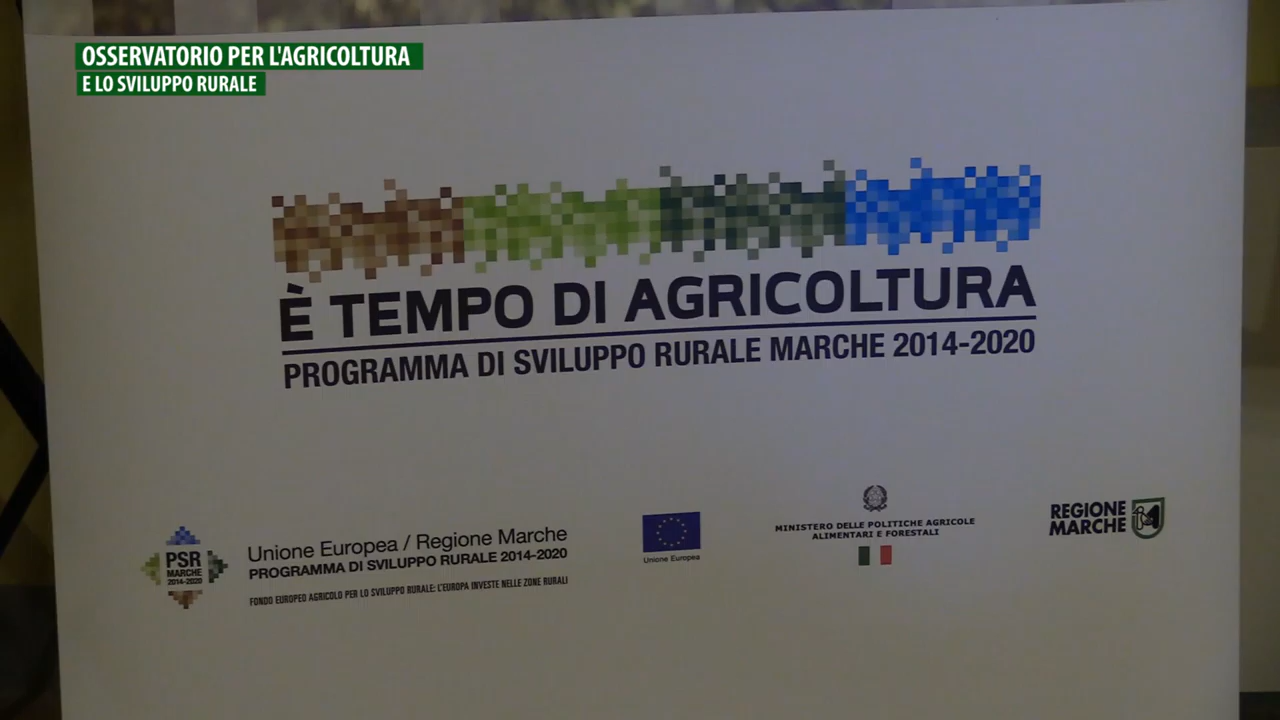 OSSERVATORIO PER L'AGRICOLTURA
E LO SVILUPPO RURALE
È TEMPO DI AGRICOLTURA
PROGRAMMA DI SVILUPPO RURALE MARCHE 2014-2020
PSR
MARCHE
2014-2020
Unione Europea / Regione Marche
PROGRAMMA DI SVILUPPO RURALE 2014-2020
FONDO EUROPEO AGRICOLO PER LO SVILUPPO RURALE: L'EUROPA INVESTE NELLE ZONE RURALI
Unione Europea
MINISTERO DELLE POLITICHE AGRICOLE
ALIMENTARI E FORESTALI
REGIONE
MARCHE